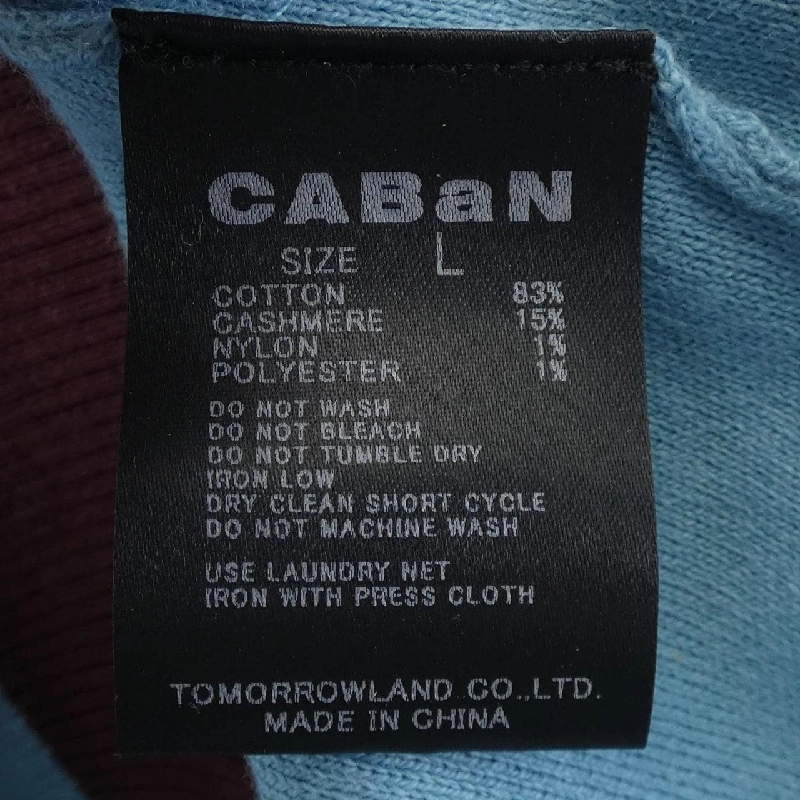 CABaN
SIZE L
COTTON 83%
CASHMERE 15%
NYLON 1%
POLYESTER 1%
DO NOT WASH
DO NOT BLEACH
DO NOT TUMBLE DRY
IRON LOW
DRY CLEAN SHORT CYCLE
DO NOT MACHINE WASH
USE LAUNDRY NET
IRON WITH PRESS CLOTH
TOMORROWLAND CO.,LTD.
MADE IN CHINA